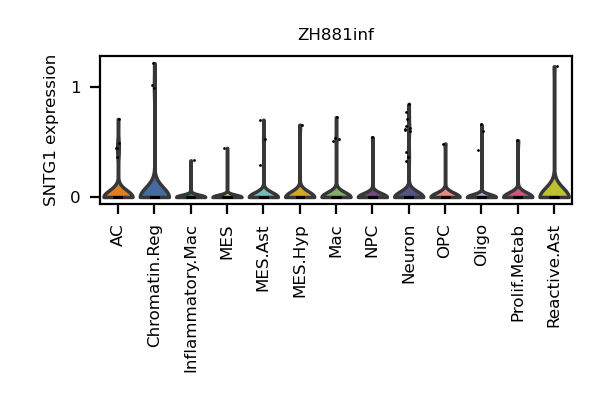 ZH881inf
SNTG1 expression
1
0
AC
Chromatin.Reg
Inflammatory.Mac
MES
MES.Ast
MES.Hyp
Mac
NPC
Neuron
OPC
Oligo
Prolif.Metab
Reactive.Ast